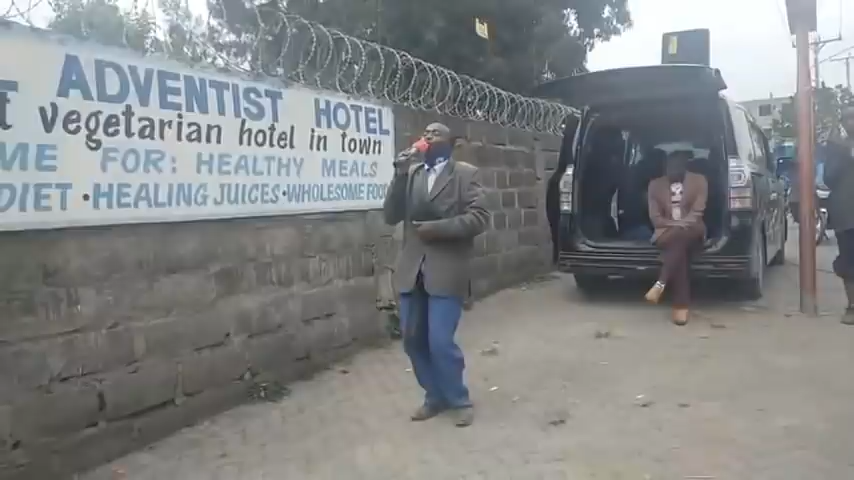 ADVENTIST HOTEL
vegetarian hotel in town
FOR: HEALTHY MEALS
DIET • HEALING JUICES • WHOLESOME FOOD